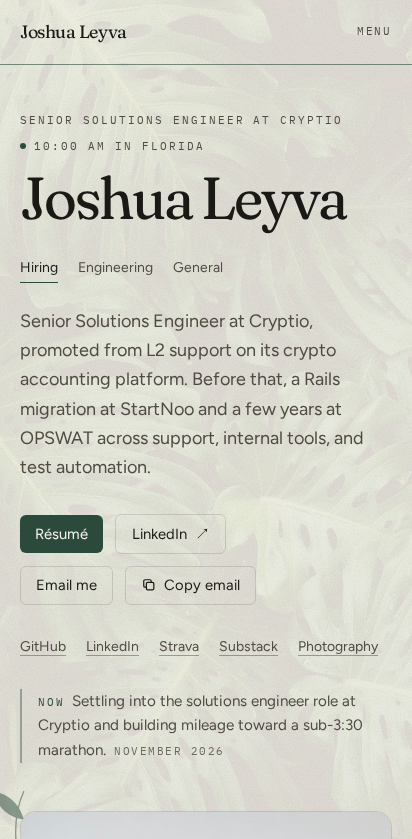 Joshua Leyva
MENU
SENIOR SOLUTIONS ENGINEER AT CRYPTIO
10:00 AM IN FLORIDA
Joshua Leyva
Hiring Engineering General
Senior Solutions Engineer at Cryptio,
promoted from L2 support on its crypto
accounting platform. Before that, a Rails
migration at StartNoo and a few years at
OPSWAT across support, internal tools, and
test automation.
Résumé LinkedIn ↗
Email me Copy email
GitHub LinkedIn Strava Substack Photography
NOW Settling into the solutions engineer role at
Cryptio and building mileage toward a sub-3:30
marathon. NOVEMBER 2026